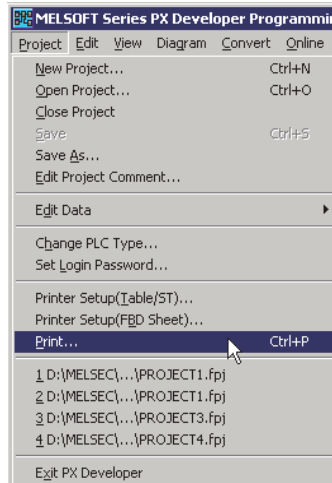 MELSOFT Series PX Developer Programmi
Project Edit View Diagram Convert Online
New Project... Ctrl+N
Open Project... Ctrl+O
Close Project
Save Ctrl+S
Save As...
Edit Project Comment...
Edit Data
Change PLC Type...
Set Login Password...
Printer Setup(Table/ST)...
Printer Setup(FBD Sheet)...
Print... Ctrl+P
1 D:\MELSEC\...\PROJECT1.fpj
2 D:\MELSEC\...\PROJECT1.fpj
3 D:\MELSEC\...\PROJECT3.fpj
4 D:\MELSEC\...\PROJECT4.fpj
Exit PX Developer